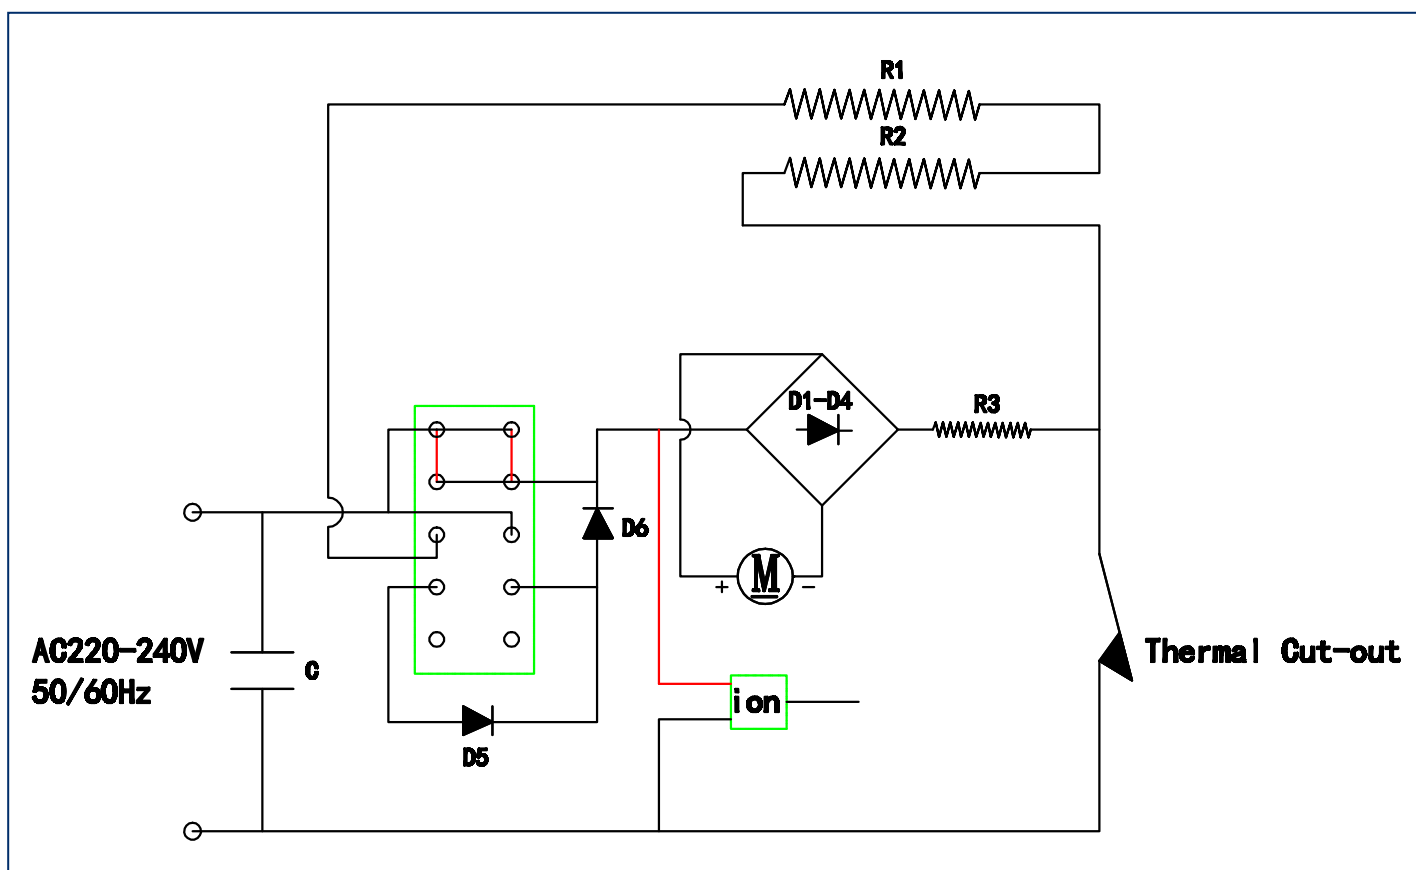 R1
R2
D1-D4
R3
D6
M
+
-
AC220-240V
50/60Hz
C
Thermal Cut-out
ion
D5